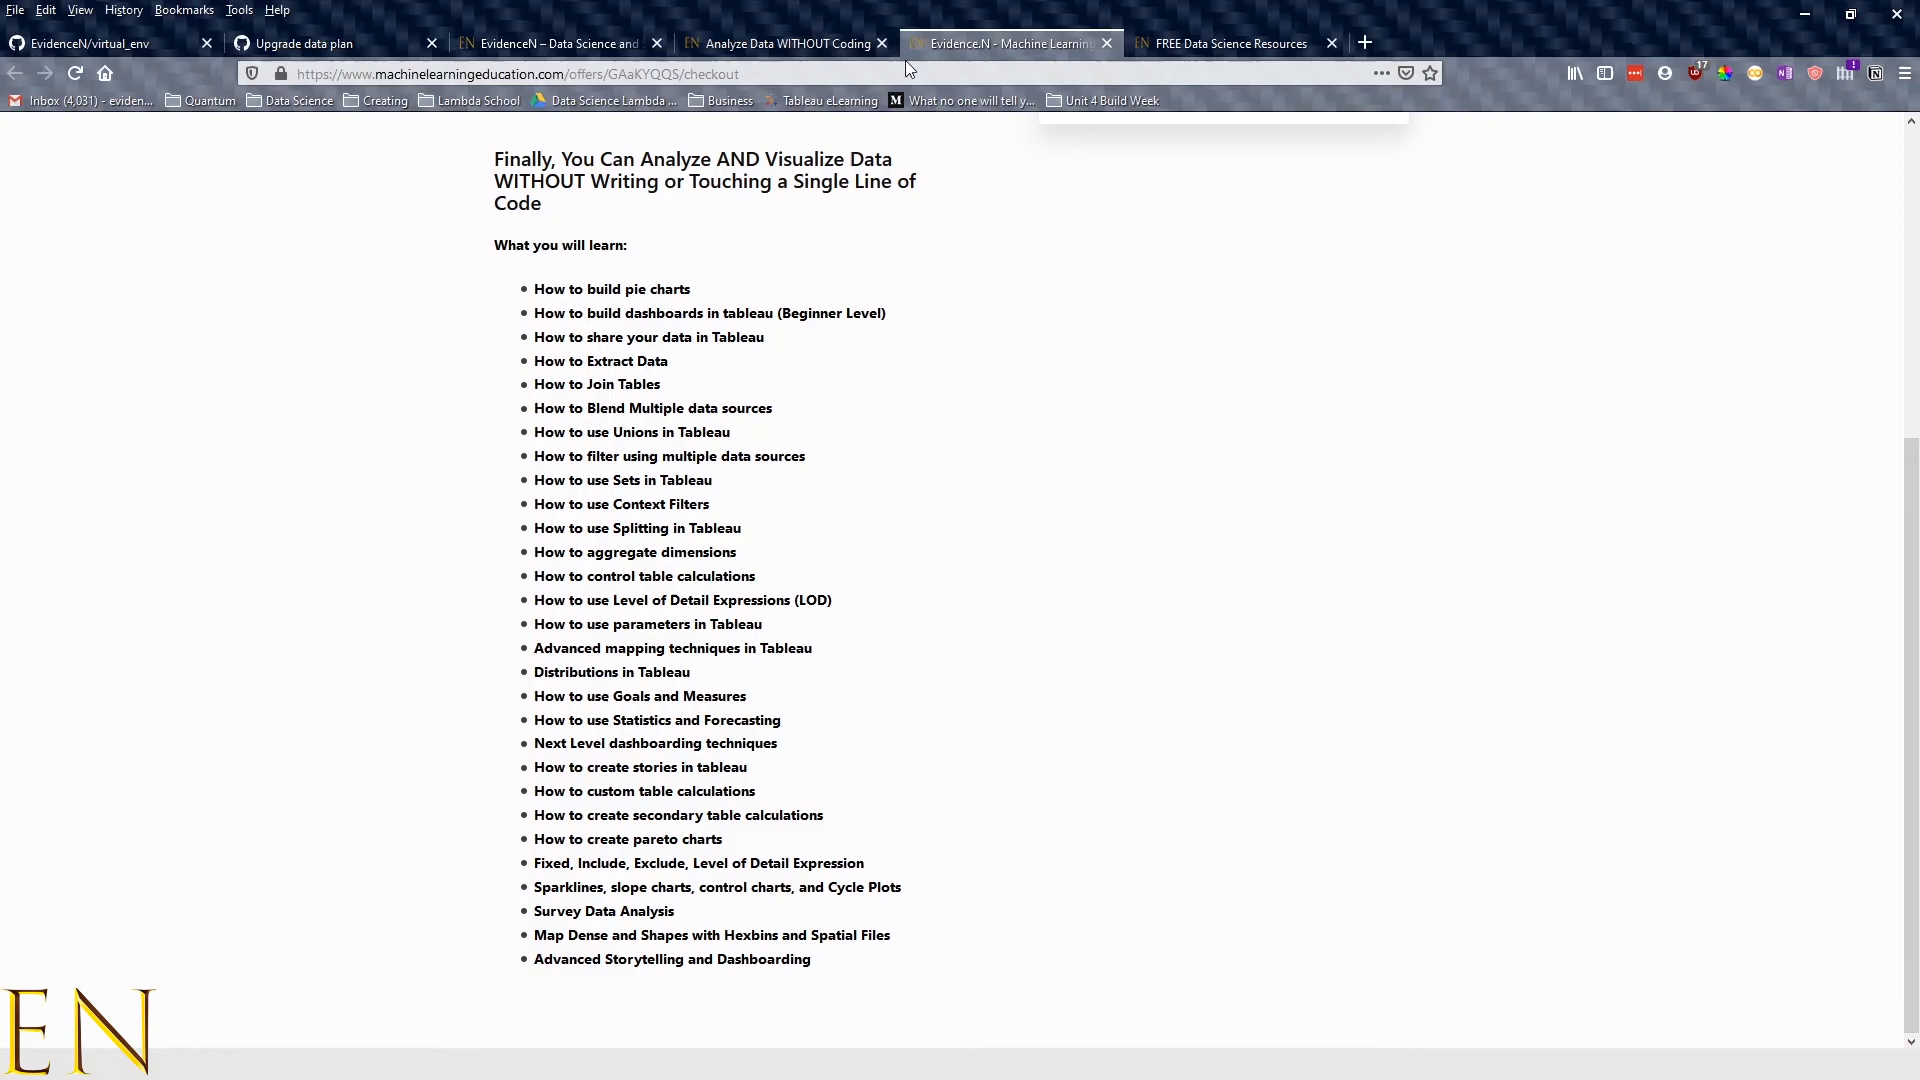 File Edit View History Bookmarks Tools Help
EvidenceN/virtual_env
Upgrade data plan
EN EvidenceN – Data Science and
EN Analyze Data WITHOUT Coding
Evidence.N - Machine Learning
EN FREE Data Science Resources
https://www.machinelearningeducation.com/offers/GAaKYQQS/checkout
17
!
Inbox (4,031) - eviden... Quantum Data Science Creating Lambda School Data Science Lambda ... Business Tableau eLearning M What no one will tell y... Unit 4 Build Week
Finally, You Can Analyze AND Visualize Data
WITHOUT Writing or Touching a Single Line of
Code
What you will learn:
How to build pie charts
How to build dashboards in tableau (Beginner Level)
How to share your data in Tableau
How to Extract Data
How to Join Tables
How to Blend Multiple data sources
How to use Unions in Tableau
How to filter using multiple data sources
How to use Sets in Tableau
How to use Context Filters
How to use Splitting in Tableau
How to aggregate dimensions
How to control table calculations
How to use Level of Detail Expressions (LOD)
How to use parameters in Tableau
Advanced mapping techniques in Tableau
Distributions in Tableau
How to use Goals and Measures
How to use Statistics and Forecasting
Next Level dashboarding techniques
How to create stories in tableau
How to custom table calculations
How to create secondary table calculations
How to create pareto charts
Fixed, Include, Exclude, Level of Detail Expression
Sparklines, slope charts, control charts, and Cycle Plots
Survey Data Analysis
Map Dense and Shapes with Hexbins and Spatial Files
Advanced Storytelling and Dashboarding
EN